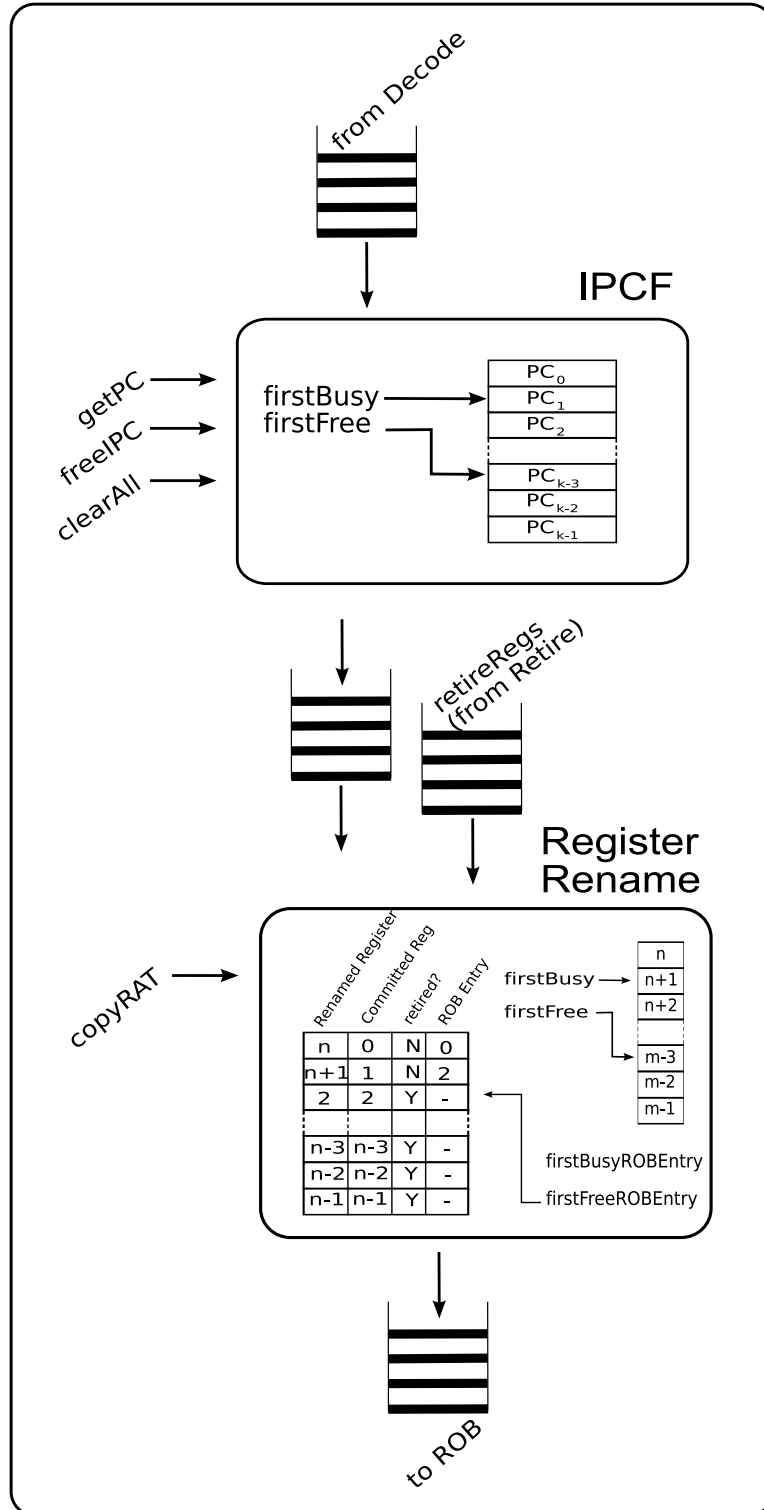 from Decode
IPCF
getPC
freeIPC
clearAll
firstBusy
firstFree
PC0
PC1
PC2
PCk-3
PCk-2
PCk-1
retireRegs
(from Retire)
Register
Rename
copyRAT
Renamed Register
Committed Reg
retired?
ROB Entry
n 0 N 0
n+1 1 N 2
2 2 Y -
n-3 n-3 Y -
n-2 n-2 Y -
n-1 n-1 Y -
firstBusy
firstFree
n
n+1
n+2
m-3
m-2
m-1
firstBusyROBEntry
firstFreeROBEntry
to ROB